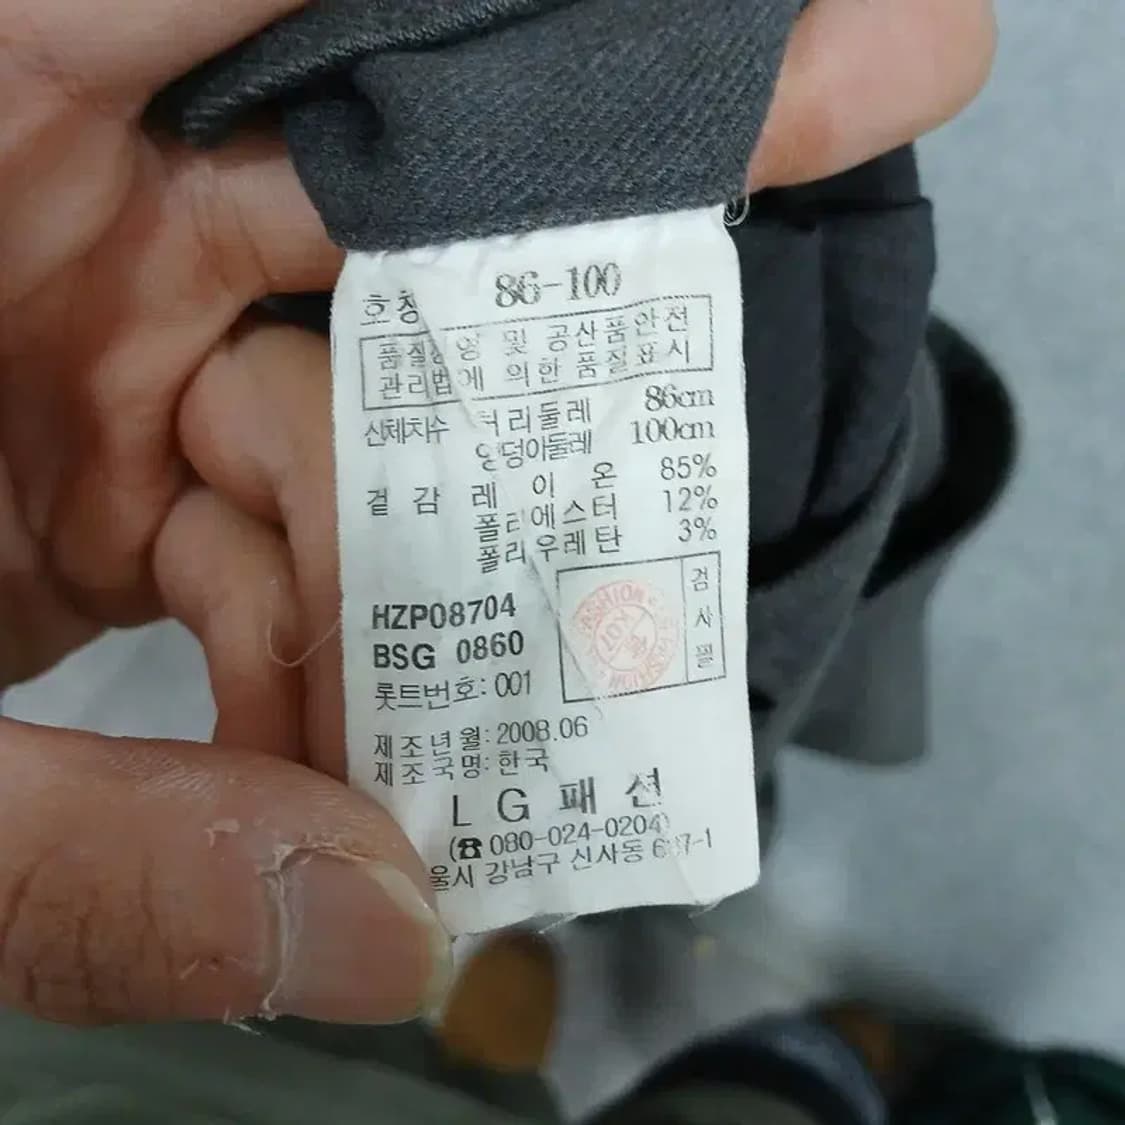 호칭 86-100
품질경영 및 공산품안전
관리법에 의한 품질표시
신체치수 허리둘레 86cm
엉덩이둘레 100cm
겉감 레이온 85%
폴리에스터 12%
폴리우레탄 3%
HZP08704
BSG 0860
롯트번호: 001
검사필
FASHION
제조년월: 2008.06
제조국명: 한국
LG패션
(☎080-024-0204)
울시 강남구 신사동